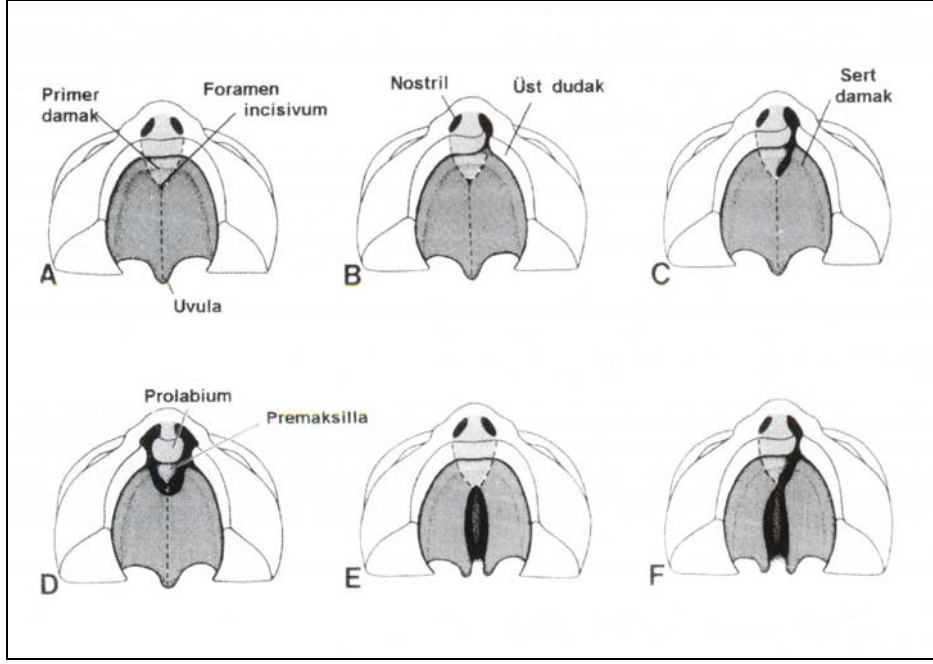 Primer
damak
Foramen
incisivum
A
Uvula
Nostril
Üst dudak
B
Sert
damak
C
Prolabium
Premaksilla
D
E
F